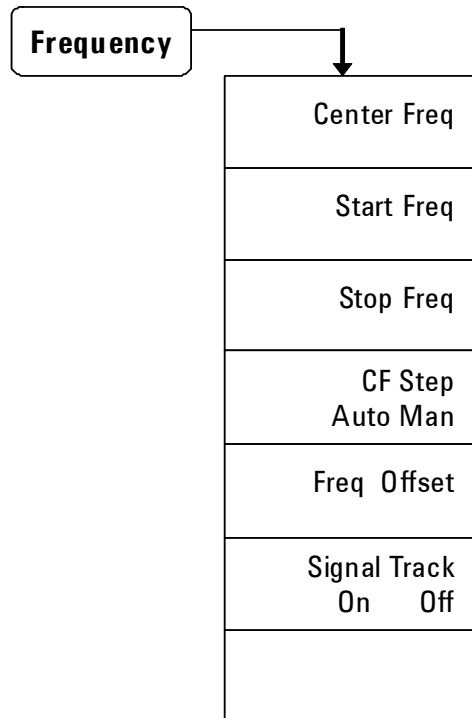 Frequency
Center Freq
Start Freq
Stop Freq
CF Step
Auto Man
Freq Offset
Signal Track
On Off